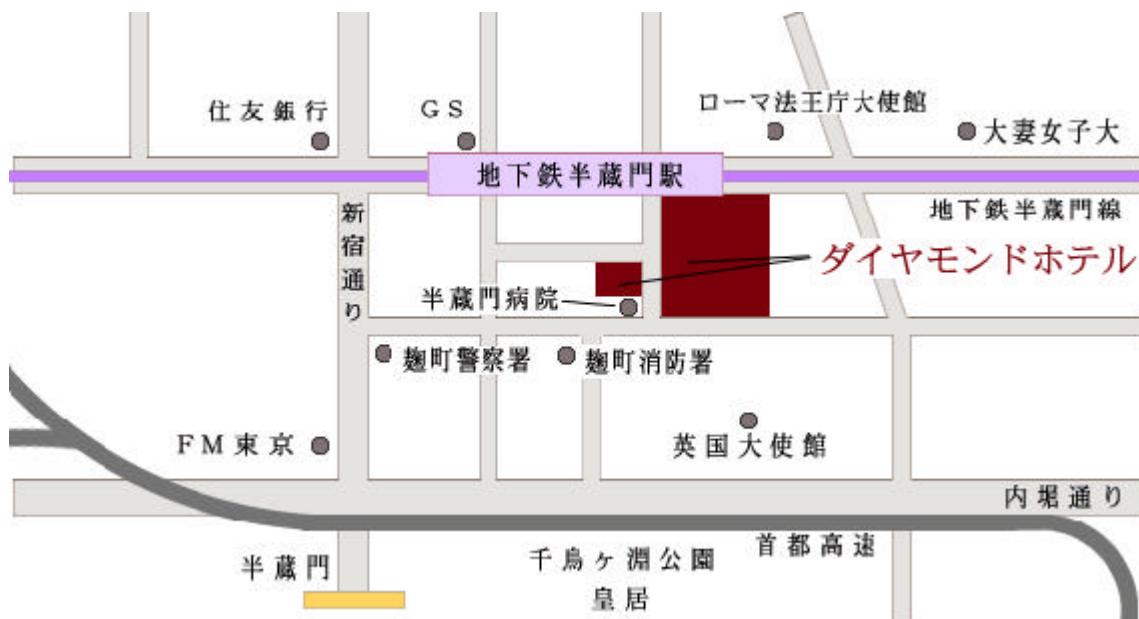 ローマ法王庁大使館
住友銀行
GS
大妻女子大
地下鉄半蔵門駅
新宿通り
地下鉄半蔵門線
ダイヤモンドホテル
半蔵門病院
麹町警察署
麹町消防署
FM東京
英国大使館
内堀通り
首都高速
半蔵門
千鳥ヶ淵公園
皇居